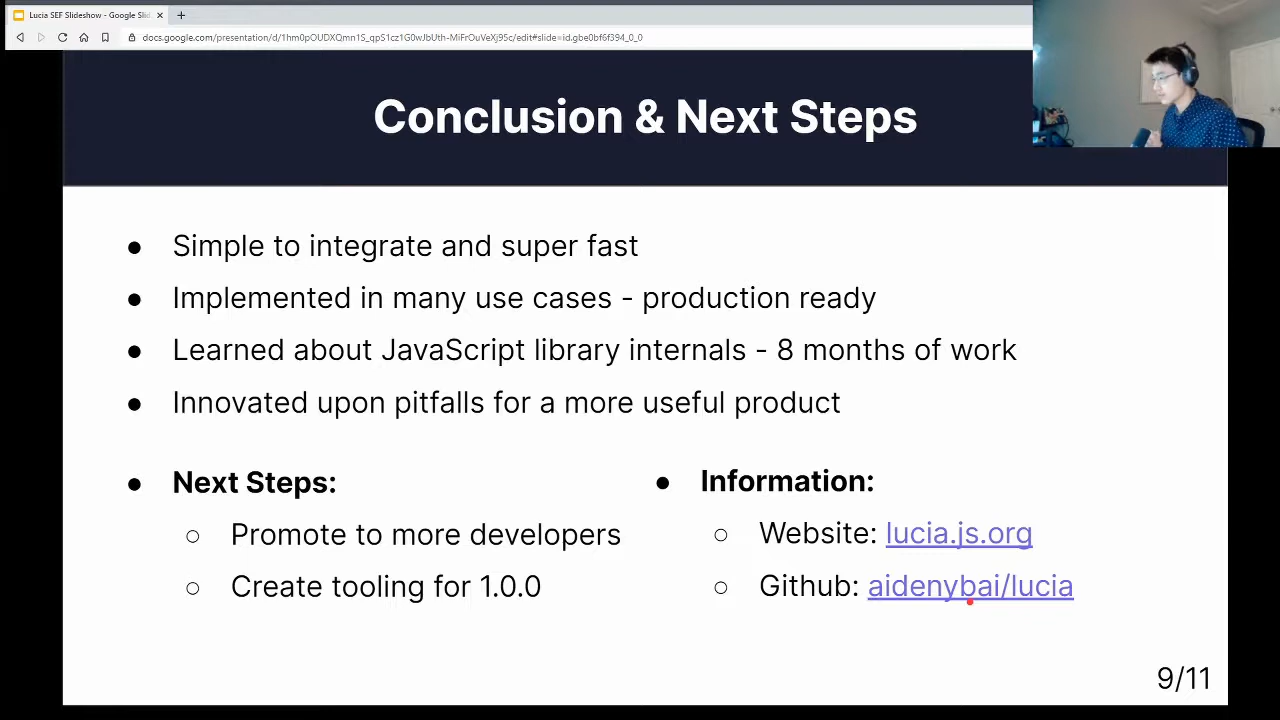 Lucia SEF Slideshow - Google Slid
docs.google.com/presentation/d/1hm0pOUDXQmn1S_qpS1cz1G0wJbUth-MiFrOuVeXj95c/edit#slide=id.gbe0bf6f394_0_0
Conclusion & Next Steps
● Simple to integrate and super fast
● Implemented in many use cases - production ready
● Learned about JavaScript library internals - 8 months of work
● Innovated upon pitfalls for a more useful product
● Next Steps:
○ Promote to more developers
○ Create tooling for 1.0.0
● Information:
○ Website: lucia.js.org
○ Github: aidenybai/lucia
9/11